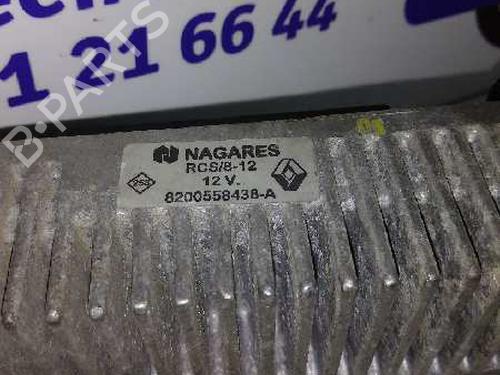 1 21 66 44
B-PARTS
NAGARES
RCS/8-12
12 V.
8200558438-A